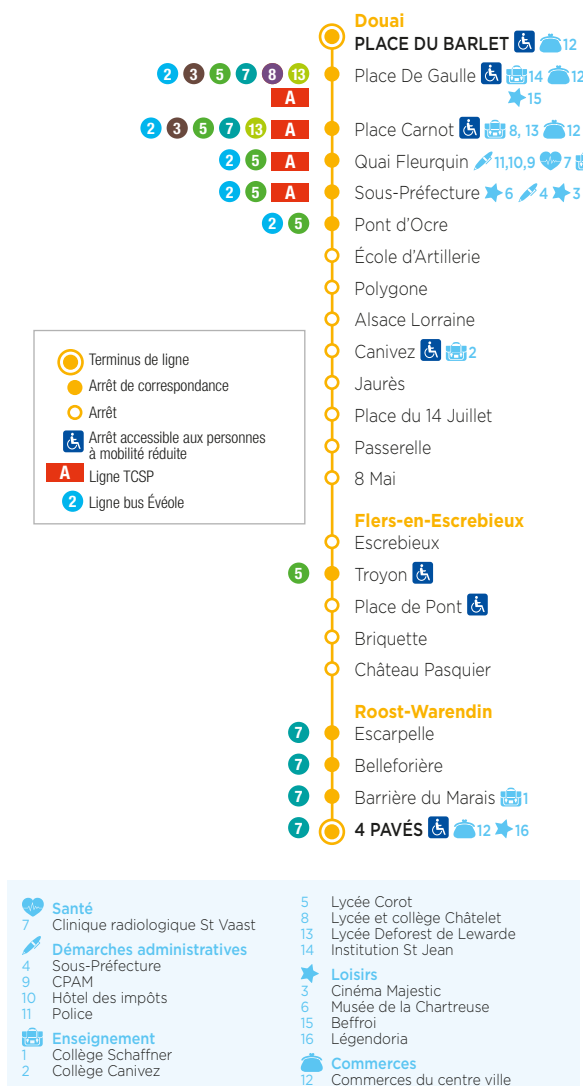 Douai
PLACE DU BARLET 12
2 3 5 7 8 13 Place De Gaulle 14 12
A 15
2 3 5 7 13 A Place Carnot 8, 13 12
2 5 A Quai Fleurquin 11,10,9 7
2 5 A Sous-Préfecture 6 4 3
2 5 Pont d'Ocre
École d'Artillerie
Polygone
Alsace Lorraine
Canivez 2
Jaurès
Place du 14 Juillet
Passerelle
8 Mai
Terminus de ligne
Arrêt de correspondance
Arrêt
Arrêt accessible aux personnes
à mobilité réduite
A Ligne TCSP
2 Ligne bus Évéole
Flers-en-Escrebieux
Escrebieux
5 Troyon
Place de Pont
Briquette
Château Pasquier
Roost-Warendin
7 Escarpelle
7 Belleforière
7 Barrière du Marais 1
7 4 PAVÉS 12 16
Santé
7 Clinique radiologique St Vaast
Démarches administratives
4 Sous-Préfecture
9 CPAM
10 Hôtel des impôts
11 Police
Enseignement
1 Collège Schaffner
2 Collège Canivez
5 Lycée Corot
8 Lycée et collège Châtelet
13 Lycée Deforest de Lewarde
14 Institution St Jean
Loisirs
3 Cinéma Majestic
6 Musée de la Chartreuse
15 Beffroi
16 Légendoria
Commerces
12 Commerces du centre ville